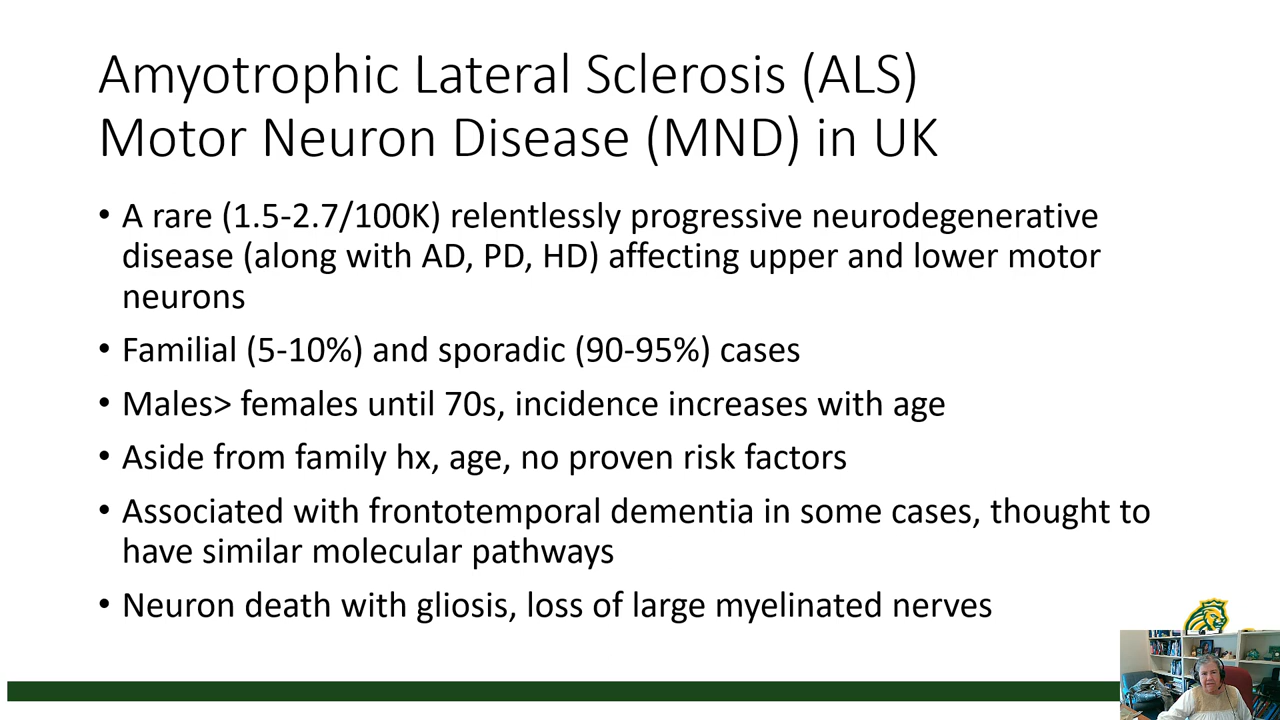 Amyotrophic Lateral Sclerosis (ALS)
Motor Neuron Disease (MND) in UK
• A rare (1.5-2.7/100K) relentlessly progressive neurodegenerative
disease (along with AD, PD, HD) affecting upper and lower motor
neurons
• Familial (5-10%) and sporadic (90-95%) cases
• Males> females until 70s, incidence increases with age
• Aside from family hx, age, no proven risk factors
• Associated with frontotemporal dementia in some cases, thought to
have similar molecular pathways
• Neuron death with gliosis, loss of large myelinated nerves